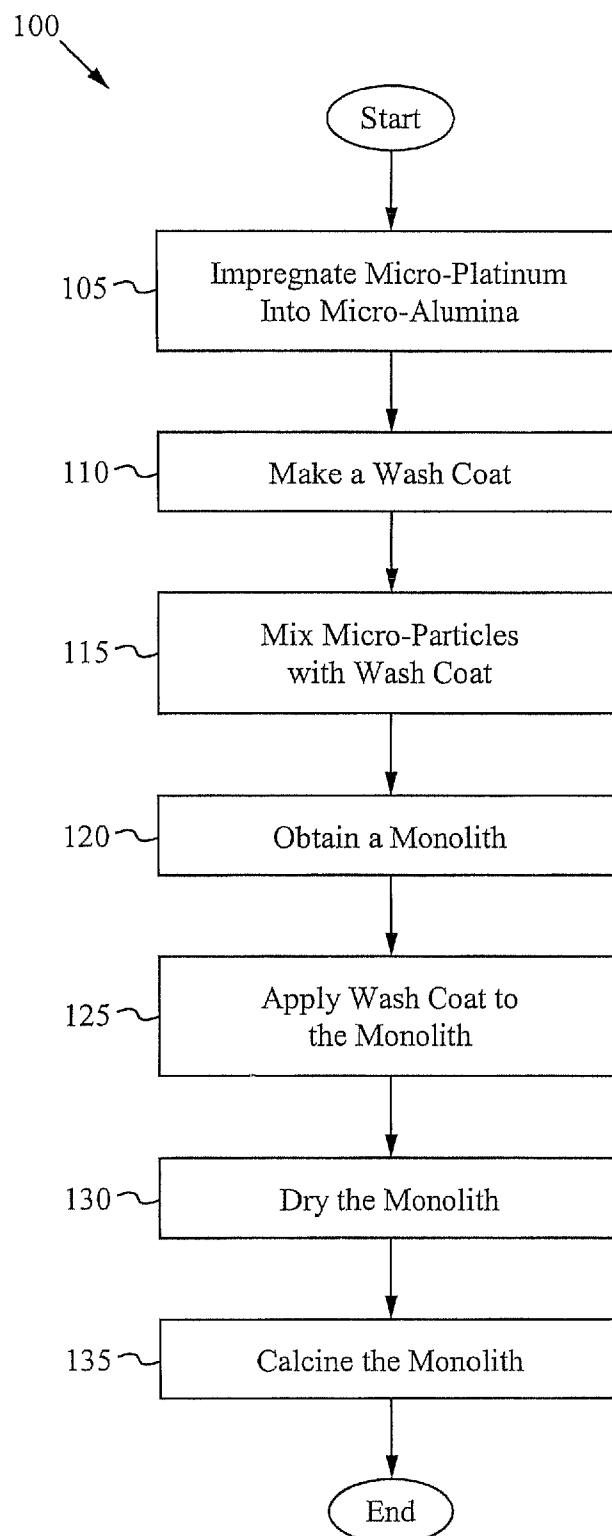 100
Start
105
Impregnate Micro-Platinum
Into Micro-Alumina
110
Make a Wash Coat
115
Mix Micro-Particles
with Wash Coat
120
Obtain a Monolith
125
Apply Wash Coat to
the Monolith
130
Dry the Monolith
135
Calcine the Monolith
End